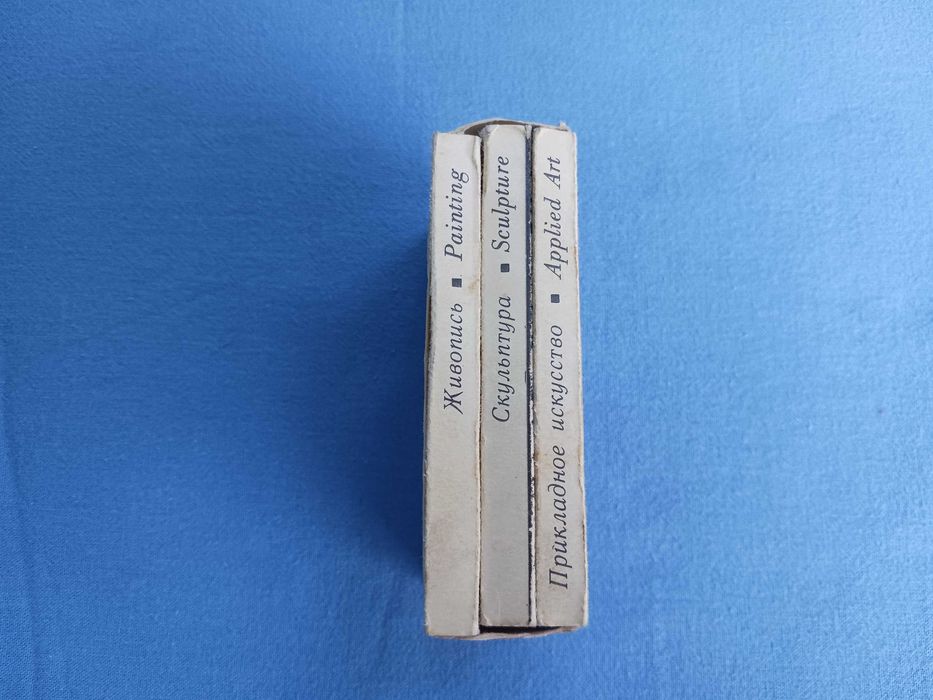 Живопись ■ Painting
Скульптура ■ Sculpture
Прикладное искусство ■ Applied Art